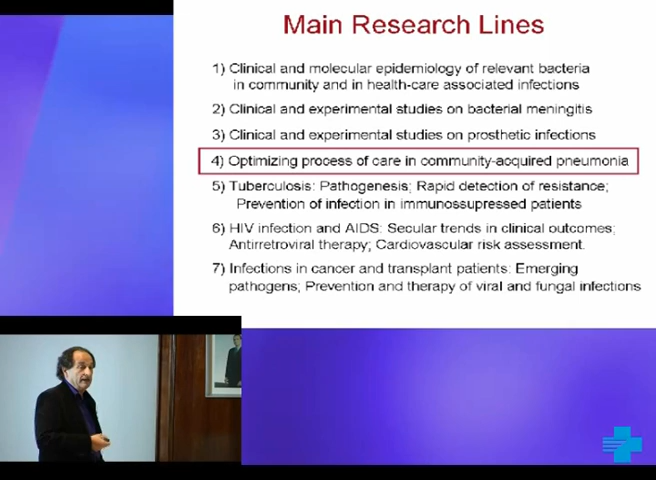 Main Research Lines
1) Clinical and molecular epidemiology of relevant bacteria
in community and in health-care associated infections
2) Clinical and experimental studies on bacterial meningitis
3) Clinical and experimental studies on prosthetic infections
4) Optimizing process of care in community-acquired pneumonia
5) Tuberculosis: Pathogenesis; Rapid detection of resistance;
Prevention of infection in immunossupressed patients
6) HIV infection and AIDS: Secular trends in clinical outcomes;
Antirretroviral therapy; Cardiovascular risk assessment.
7) Infections in cancer and transplant patients: Emerging
pathogens; Prevention and therapy of viral and fungal infections